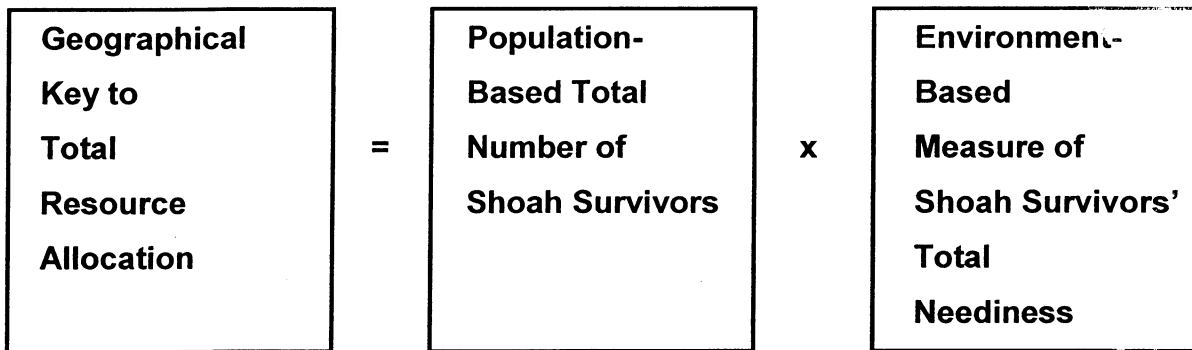 Geographical
Key to
Total
Resource
Allocation
=
Population-
Based Total
Number of
Shoah Survivors
x
Environment-
Based
Measure of
Shoah Survivors’
Total
Neediness